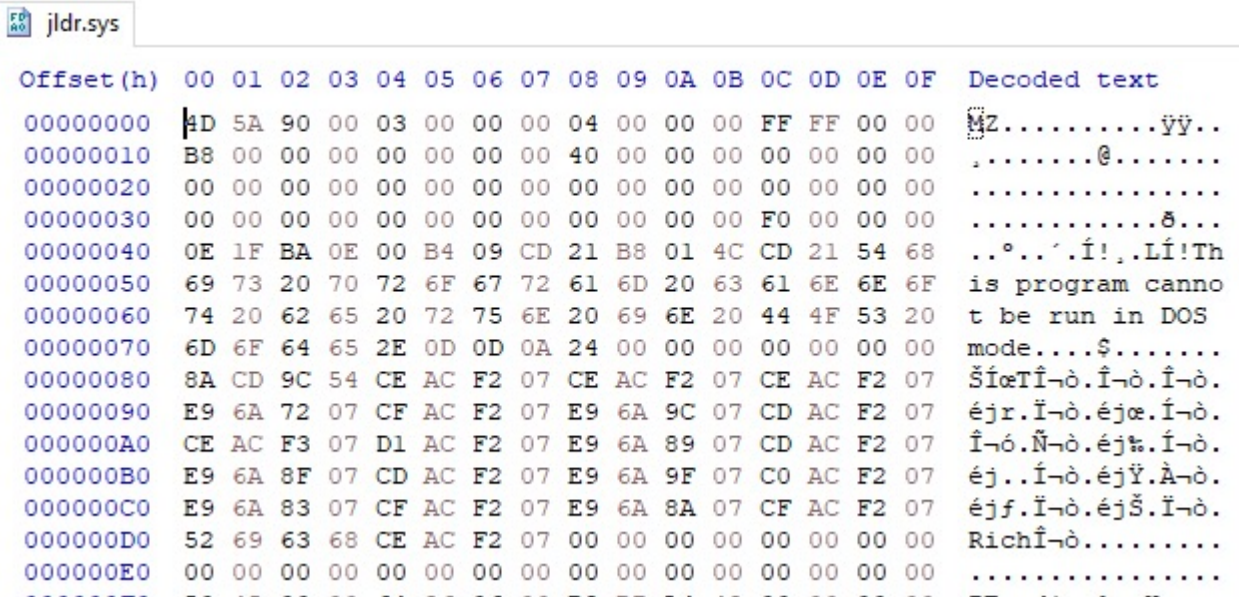 jldr.sys
Offset(h) 00 01 02 03 04 05 06 07 08 09 0A 0B 0C 0D 0E 0F Decoded text
00000000 4D 5A 90 00 03 00 00 00 04 00 00 00 FF FF 00 00 MZ..........ÿÿ..
00000010 B8 00 00 00 00 00 00 00 40 00 00 00 00 00 00 00 ¸.......@.......
00000020 00 00 00 00 00 00 00 00 00 00 00 00 00 00 00 00 ................
00000030 00 00 00 00 00 00 00 00 00 00 00 00 F0 00 00 00 ............ð...
00000040 0E 1F BA 0E 00 B4 09 CD 21 B8 01 4C CD 21 54 68 ..º..´.Í!¸.LÍ!Th
00000050 69 73 20 70 72 6F 67 72 61 6D 20 63 61 6E 6E 6F is program canno
00000060 74 20 62 65 20 72 75 6E 20 69 6E 20 44 4F 53 20 t be run in DOS
00000070 6D 6F 64 65 2E 0D 0D 0A 24 00 00 00 00 00 00 00 mode....$.......
00000080 8A CD 9C 54 CE AC F2 07 CE AC F2 07 CE AC F2 07 ŠÍœTÎ¬ò.Î¬ò.Î¬ò.
00000090 E9 6A 72 07 CF AC F2 07 E9 6A 9C 07 CD AC F2 07 éjr.Ï¬ò.éjœ.Í¬ò.
000000A0 CE AC F3 07 D1 AC F2 07 E9 6A 89 07 CD AC F2 07 Î¬ó.Ñ¬ò.éj‰.Í¬ò.
000000B0 E9 6A 8F 07 CD AC F2 07 E9 6A 9F 07 C0 AC F2 07 éj..Í¬ò.éjŸ.À¬ò.
000000C0 E9 6A 83 07 CF AC F2 07 E9 6A 8A 07 CF AC F2 07 éjƒ.Ï¬ò.éjŠ.Ï¬ò.
000000D0 52 69 63 68 CE AC F2 07 00 00 00 00 00 00 00 00 RichÎ¬ò.........
000000E0 00 00 00 00 00 00 00 00 00 00 00 00 00 00 00 00 ................